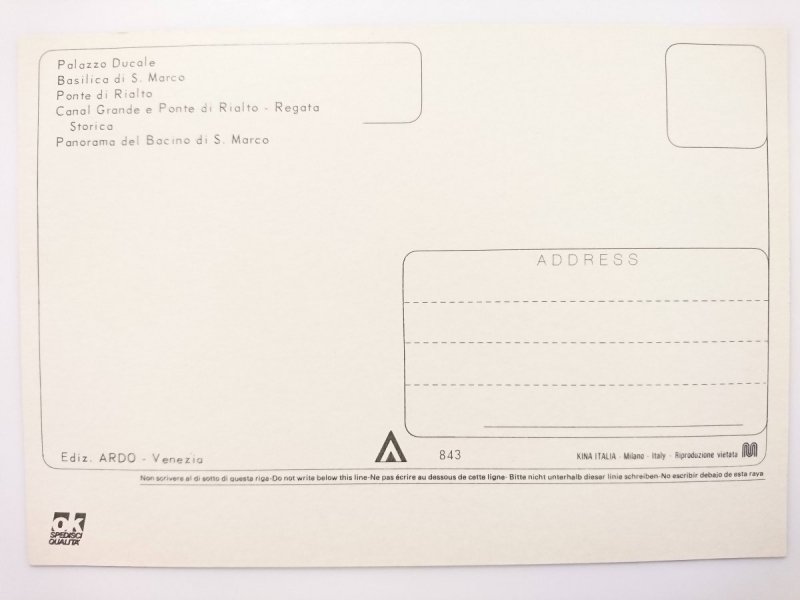 Palazzo Ducale
Basilica di S. Marco
Ponte di Rialto
Canal Grande e Ponte di Rialto - Regata
Storica
Panorama del Bacino di S. Marco
ADDRESS
Ediz. ARDO - Venezia
843
KINA ITALIA - Milano - Italy - Riproduzione vietata
Non scrivere al di sotto di questa riga-Do not write below this line-Ne pas écrire au dessous de cette ligne- Bitte nicht unterhalb dieser linie schreiben-No escribir debajo de esta raya
ok
SPEDISCI
QUALITA'